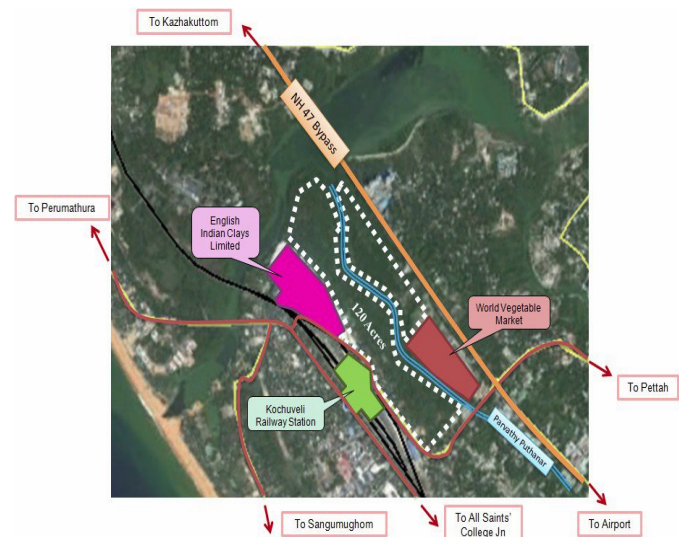 To Kazhakuttom
NH 47 Bypass
To Perumathura
English
Indian Clays
Limited
120 Acres
World Vegetable
Market
To Pettah
Kochuveli
Railway Station
Parvathy Puthanar
To Sangumughom
To All Saints'
College Jn
To Airport